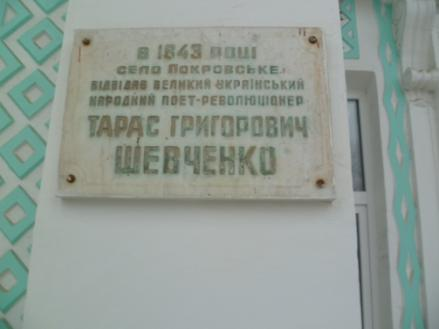 В 1843 РОЦІ
СЕЛО ПОКРОВСЬКЕ
ВІДВІДАВ ВЕЛИКИЙ УКРАЇНСЬКИЙ
НАРОДНИЙ ПОЕТ-РЕВОЛЮЦІОНЕР
ТАРАС ГРИГОРОВИЧ
ШЕВЧЕНКО